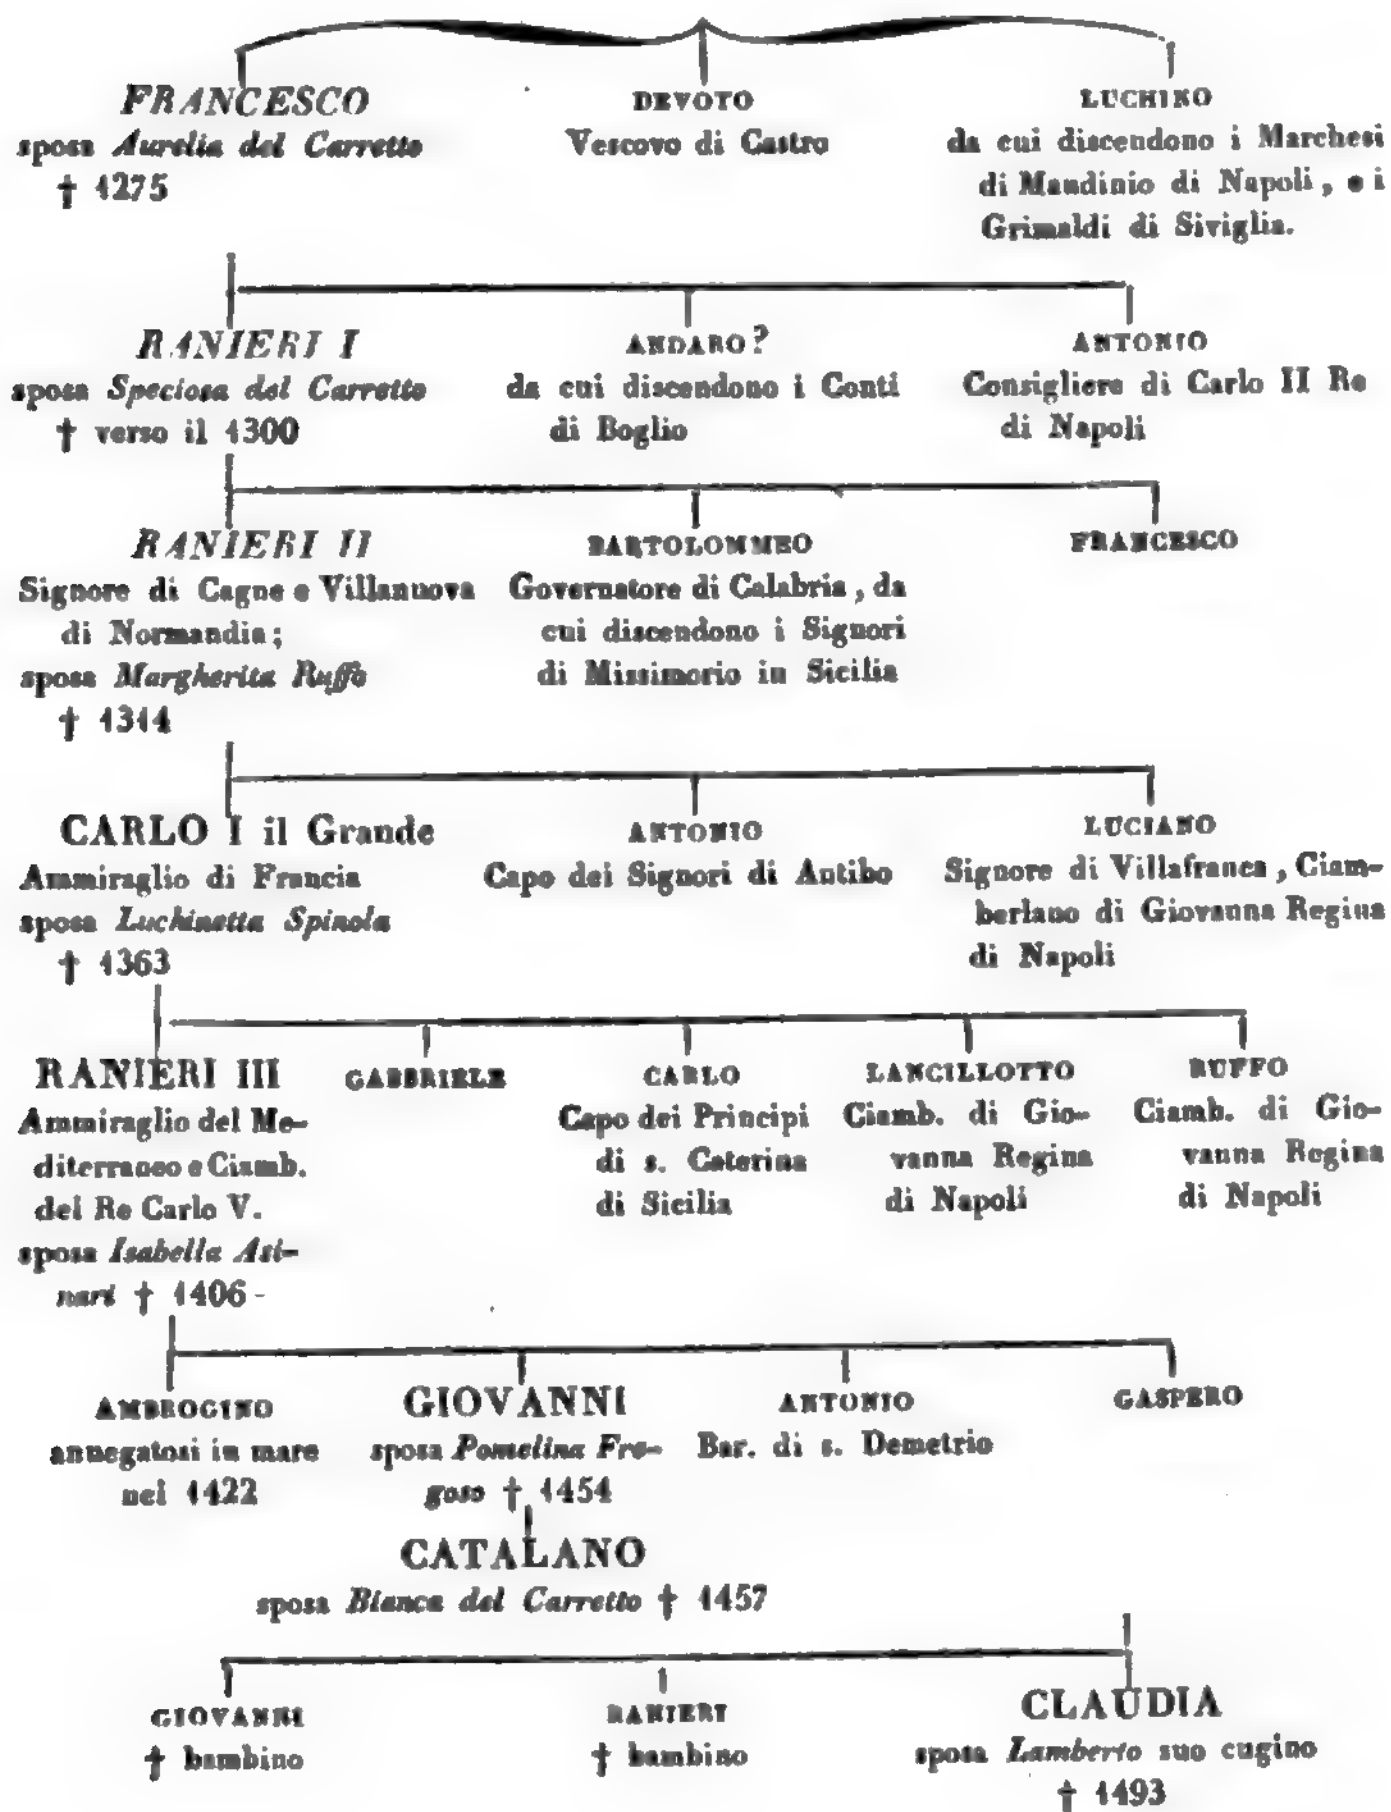 FRANCESCO
sposa Aurelia del Carretto
† 1275
DEVOTO
Vescovo di Castro
LUCHINO
da cui discendono i Marchesi
di Mandinio di Napoli, e i
Grimaldi di Siviglia.
RANIERI I
sposa Speciosa del Carretto
† verso il 1300
ANDARO?
da cui discendono i Conti
di Boglio
ANTONIO
Consigliere di Carlo II Re
di Napoli
RANIERI II
Signore di Cagne e Villanuova
di Normandia;
sposa Margherita Ruffo
† 1314
BARTOLOMMEO
Governatore di Calabria, da
cui discendono i Signori
di Missimorio in Sicilia
FRANCESCO
CARLO I il Grande
Ammiraglio di Francia
sposa Luchinetta Spinola
† 1363
ANTONIO
Capo dei Signori di Antibo
LUCIANO
Signore di Villafranca, Ciam-
berlano di Giovanna Regina
di Napoli
RANIERI III
Ammiraglio del Me-
diterraneo e Ciamb.
del Re Carlo V.
sposa Isabella Asi-
nari † 1406
GABBRIELE
CARLO
Capo dei Principi
di s. Caterina
di Sicilia
LANCILLOTTO
Ciamb. di Gio-
vanna Regina
di Napoli
RUFFO
Ciamb. di Gio-
vanna Regina
di Napoli
AMBROGINO
annegatosi in mare
nel 1422
GIOVANNI
sposa Pomelina Fre-
goso † 1454
ANTONIO
Bar. di s. Demetrio
GASPERO
CATALANO
sposa Bianca del Carretto † 1457
GIOVANNI
† bambino
RANIERI
† bambino
CLAUDIA
sposa Lamberto suo cugino
† 1493